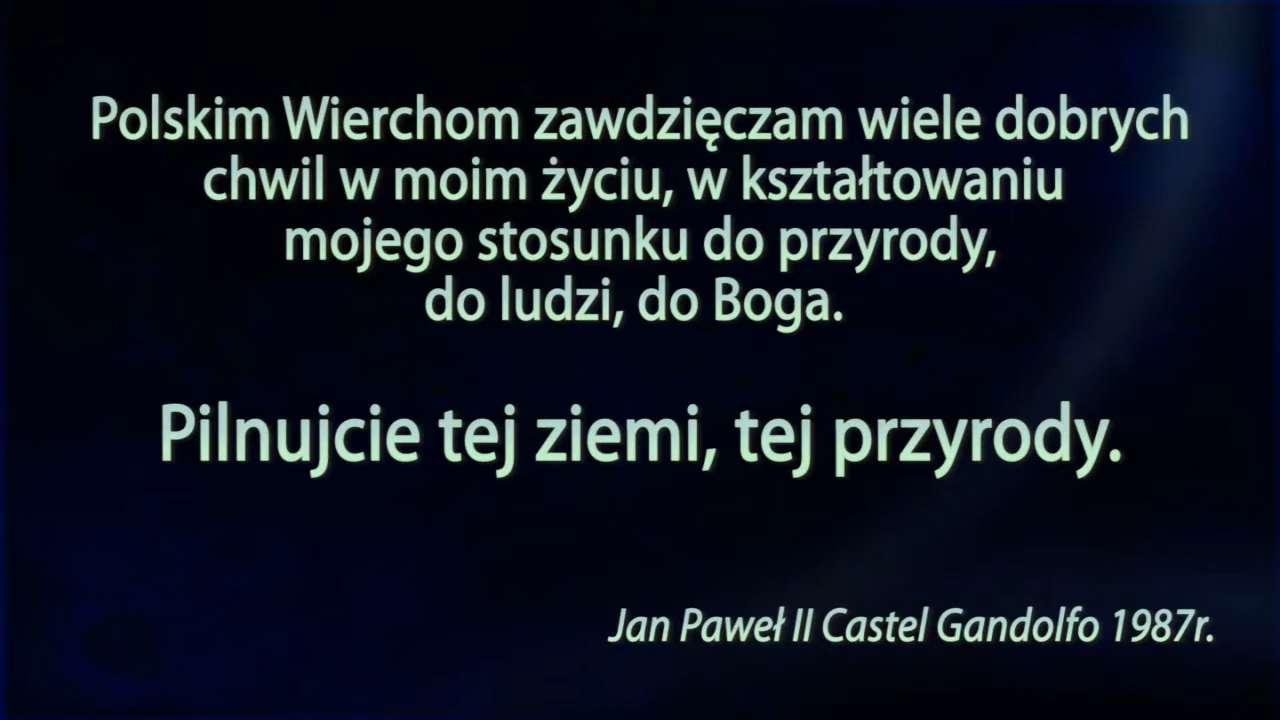 Polskim Wierchom zawdzięczam wiele dobrych
chwil w moim życiu, w kształtowaniu
mojego stosunku do przyrody,
do ludzi, do Boga.
Pilnujcie tej ziemi, tej przyrody.
Jan Paweł II Castel Gandolfo 1987r.